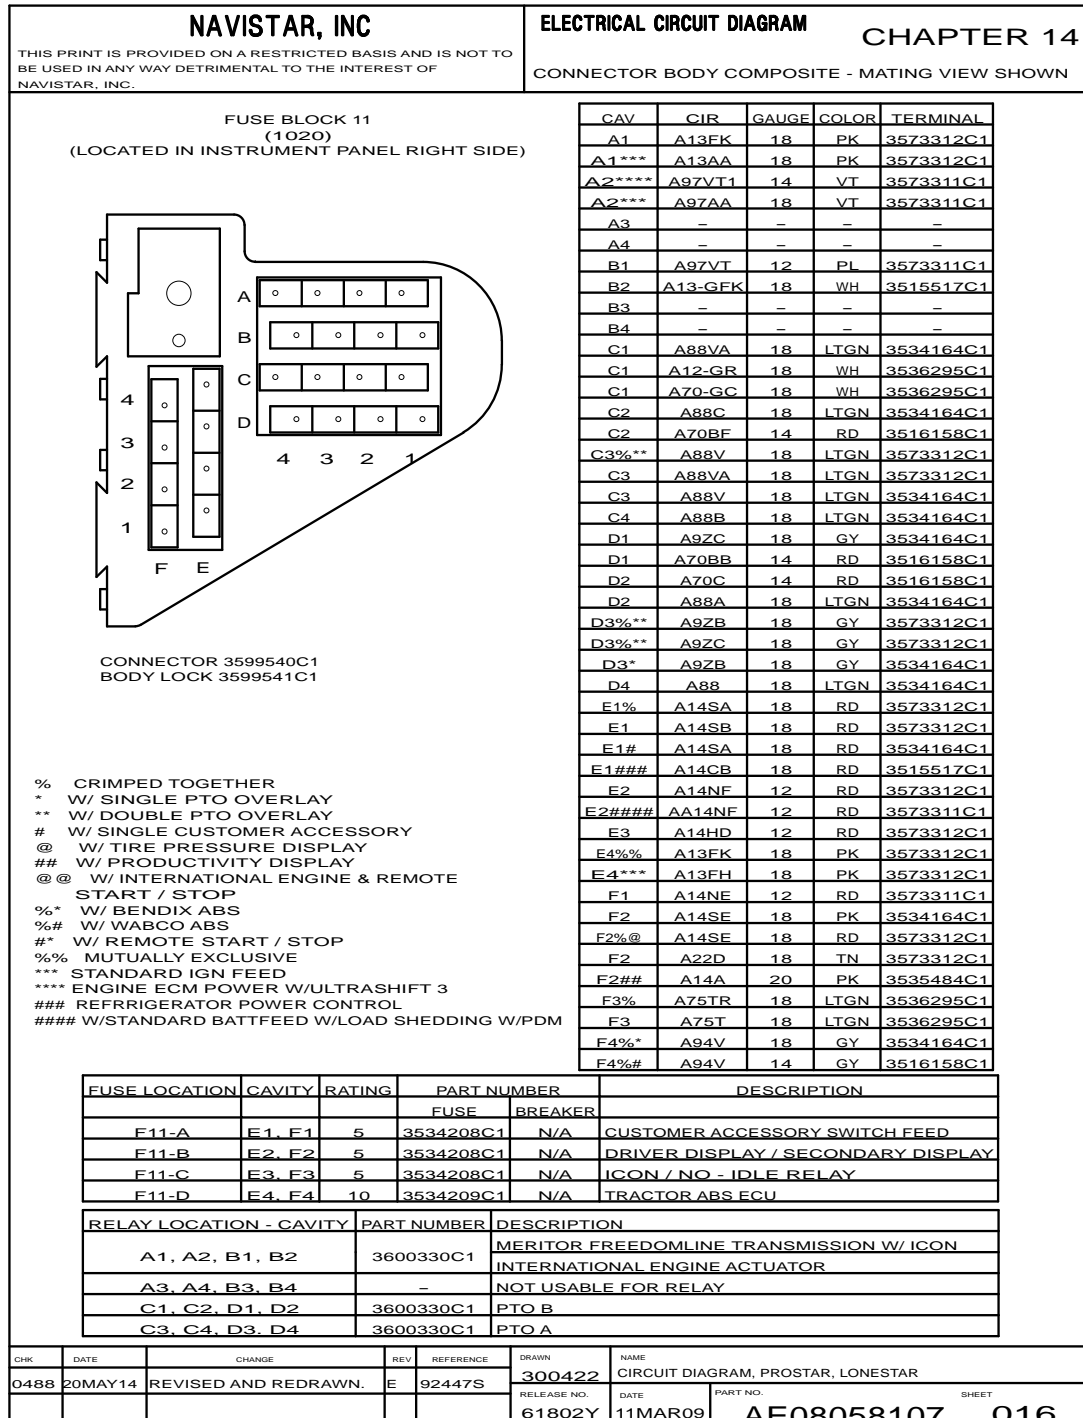 NAVISTAR, INC
THIS PRINT IS PROVIDED ON A RESTRICTED BASIS AND IS NOT TO
BE USED IN ANY WAY DETRIMENTAL TO THE INTEREST OF
NAVISTAR, INC.
ELECTRICAL CIRCUIT DIAGRAM
CHAPTER 14
CONNECTOR BODY COMPOSITE - MATING VIEW SHOWN
FUSE BLOCK 11
(1020)
(LOCATED IN INSTRUMENT PANEL RIGHT SIDE)
A
B
C
D
4 3 2 1
4
3
2
1
F E
CONNECTOR 3599540C1
BODY LOCK 3599541C1
% CRIMPED TOGETHER
* W/ SINGLE PTO OVERLAY
** W/ DOUBLE PTO OVERLAY
# W/ SINGLE CUSTOMER ACCESSORY
@ W/ TIRE PRESSURE DISPLAY
## W/ PRODUCTIVITY DISPLAY
@@ W/ INTERNATIONAL ENGINE & REMOTE
START / STOP
%* W/ BENDIX ABS
%# W/ WABCO ABS
#* W/ REMOTE START / STOP
%% MUTUALLY EXCLUSIVE
*** STANDARD IGN FEED
**** ENGINE ECM POWER W/ULTRASHIFT 3
### REFRRIGERATOR POWER CONTROL
#### W/STANDARD BATTFEED W/LOAD SHEDDING W/PDM
CAV CIR GAUGE COLOR TERMINAL
A1 A13FK 18 PK 3573312C1
A1*** A13AA 18 PK 3573312C1
A2**** A97VT1 14 VT 3573311C1
A2*** A97AA 18 VT 3573311C1
A3 – – – –
A4 – – – –
B1 A97VT 12 PL 3573311C1
B2 A13-GFK 18 WH 3515517C1
B3 – – – –
B4 – – – –
C1 A88VA 18 LTGN 3534164C1
C1 A12-GR 18 WH 3536295C1
C1 A70-GC 18 WH 3536295C1
C2 A88C 18 LTGN 3534164C1
C2 A70BF 14 RD 3516158C1
C3%** A88V 18 LTGN 3573312C1
C3 A88VA 18 LTGN 3573312C1
C3 A88V 18 LTGN 3534164C1
C4 A88B 18 LTGN 3534164C1
D1 A9ZC 18 GY 3534164C1
D1 A70BB 14 RD 3516158C1
D2 A70C 14 RD 3516158C1
D2 A88A 18 LTGN 3534164C1
D3%** A9ZB 18 GY 3573312C1
D3%** A9ZC 18 GY 3573312C1
D3* A9ZB 18 GY 3534164C1
D4 A88 18 LTGN 3534164C1
E1% A14SA 18 RD 3573312C1
E1 A14SB 18 RD 3573312C1
E1# A14SA 18 RD 3534164C1
E1### A14CB 18 RD 3515517C1
E2 A14NF 12 RD 3573312C1
E2#### AA14NF 12 RD 3573311C1
E3 A14HD 12 RD 3573312C1
E4%% A13FK 18 PK 3573312C1
E4*** A13FH 18 PK 3573312C1
F1 A14NE 12 RD 3573311C1
F2 A14SE 18 PK 3534164C1
F2%@ A14SE 18 RD 3573312C1
F2 A22D 18 TN 3573312C1
F2## A14A 20 PK 3535484C1
F3% A75TR 18 LTGN 3536295C1
F3 A75T 18 LTGN 3536295C1
F4%* A94V 18 GY 3534164C1
F4%# A94V 14 GY 3516158C1
FUSE LOCATION CAVITY RATING PART NUMBER DESCRIPTION
FUSE BREAKER
F11-A E1, F1 5 3534208C1 N/A CUSTOMER ACCESSORY SWITCH FEED
F11-B E2, F2 5 3534208C1 N/A DRIVER DISPLAY / SECONDARY DISPLAY
F11-C E3, F3 5 3534208C1 N/A ICON / NO - IDLE RELAY
F11-D E4, F4 10 3534209C1 N/A TRACTOR ABS ECU
RELAY LOCATION - CAVITY PART NUMBER DESCRIPTION
A1, A2, B1, B2 3600330C1 MERITOR FREEDOMLINE TRANSMISSION W/ ICON
INTERNATIONAL ENGINE ACTUATOR
A3, A4, B3, B4 – NOT USABLE FOR RELAY
C1, C2, D1, D2 3600330C1 PTO B
C3, C4, D3. D4 3600330C1 PTO A
CHK DATE CHANGE REV REFERENCE
0488 20MAY14 REVISED AND REDRAWN. E 92447S
DRAWN
300422
NAME
CIRCUIT DIAGRAM, PROSTAR, LONESTAR
RELEASE NO.
61802Y
DATE
11MAR09
PART NO.
AE08058107
SHEET
016